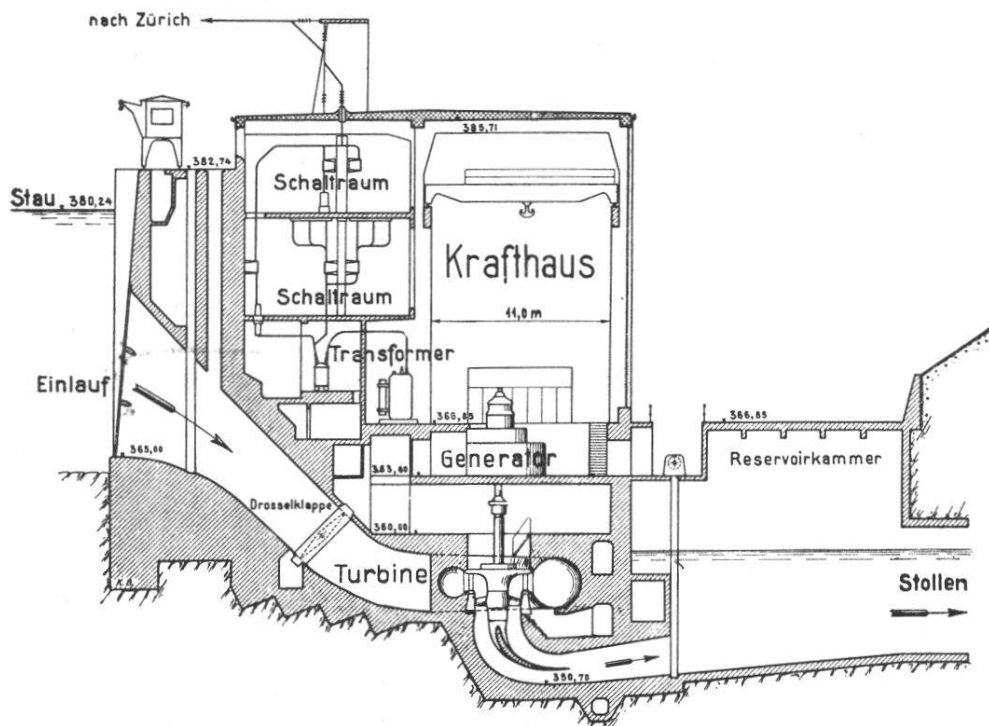 nach Zürich
385,71
382,74
Schaltraum
Stau 380,24
Krafthaus
Schaltraum
11,0 m
Transformer
Einlauf
366,85
366,85
Generator
Reservoirkammer
365,00
363,60
Drosselklappe
360,00
Turbine
Stollen
350,70